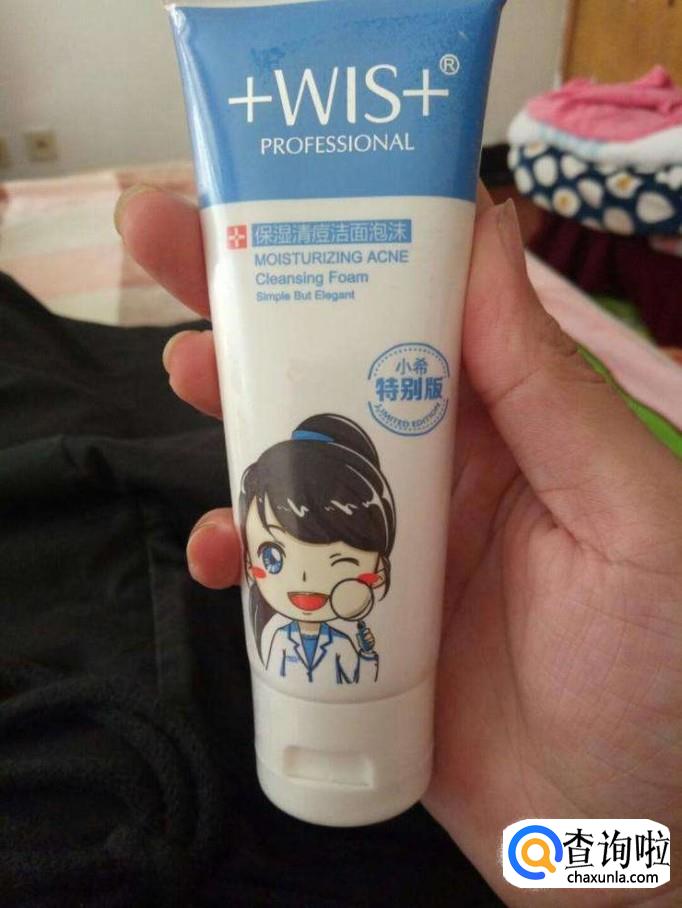 +WIS+®
PROFESSIONAL
保湿清痘洁面泡沫
MOISTURIZING ACNE
Cleansing Foam
Simple But Elegant
小希
特别版
LIMITED EDITION
查询啦
chaxunla.com